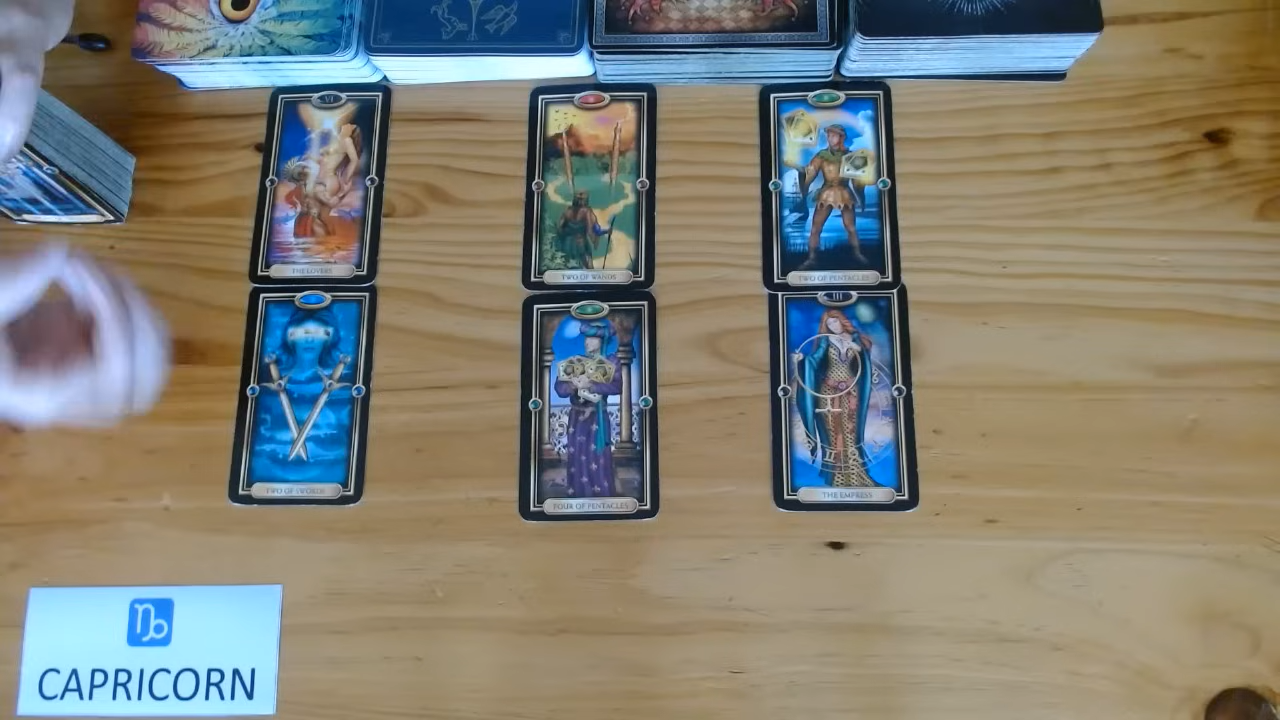 VI
THE LOVERS
TWO OF WANDS
TWO OF PENTACLES
TWO OF SWORDS
FOUR OF PENTACLES
III
THE EMPRESS
CAPRICORN